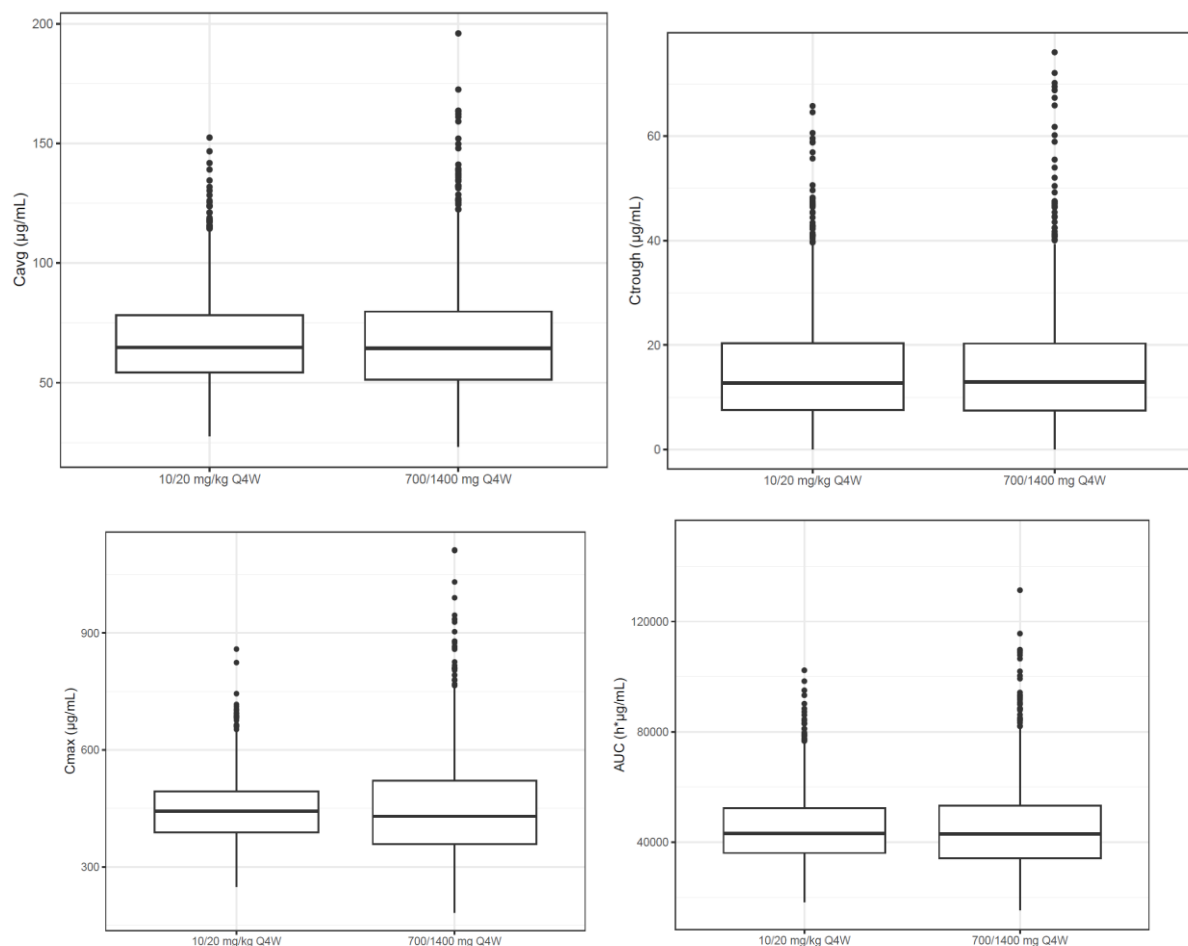 Cavg (µg/mL)
200
150
100
50
10/20 mg/kg Q4W
700/1400 mg Q4W
Ctrough (µg/mL)
60
40
20
0
10/20 mg/kg Q4W
700/1400 mg Q4W
Cmax (µg/mL)
900
600
300
10/20 mg/kg Q4W
700/1400 mg Q4W
AUC (h*µg/mL)
120000
80000
40000
10/20 mg/kg Q4W
700/1400 mg Q4W